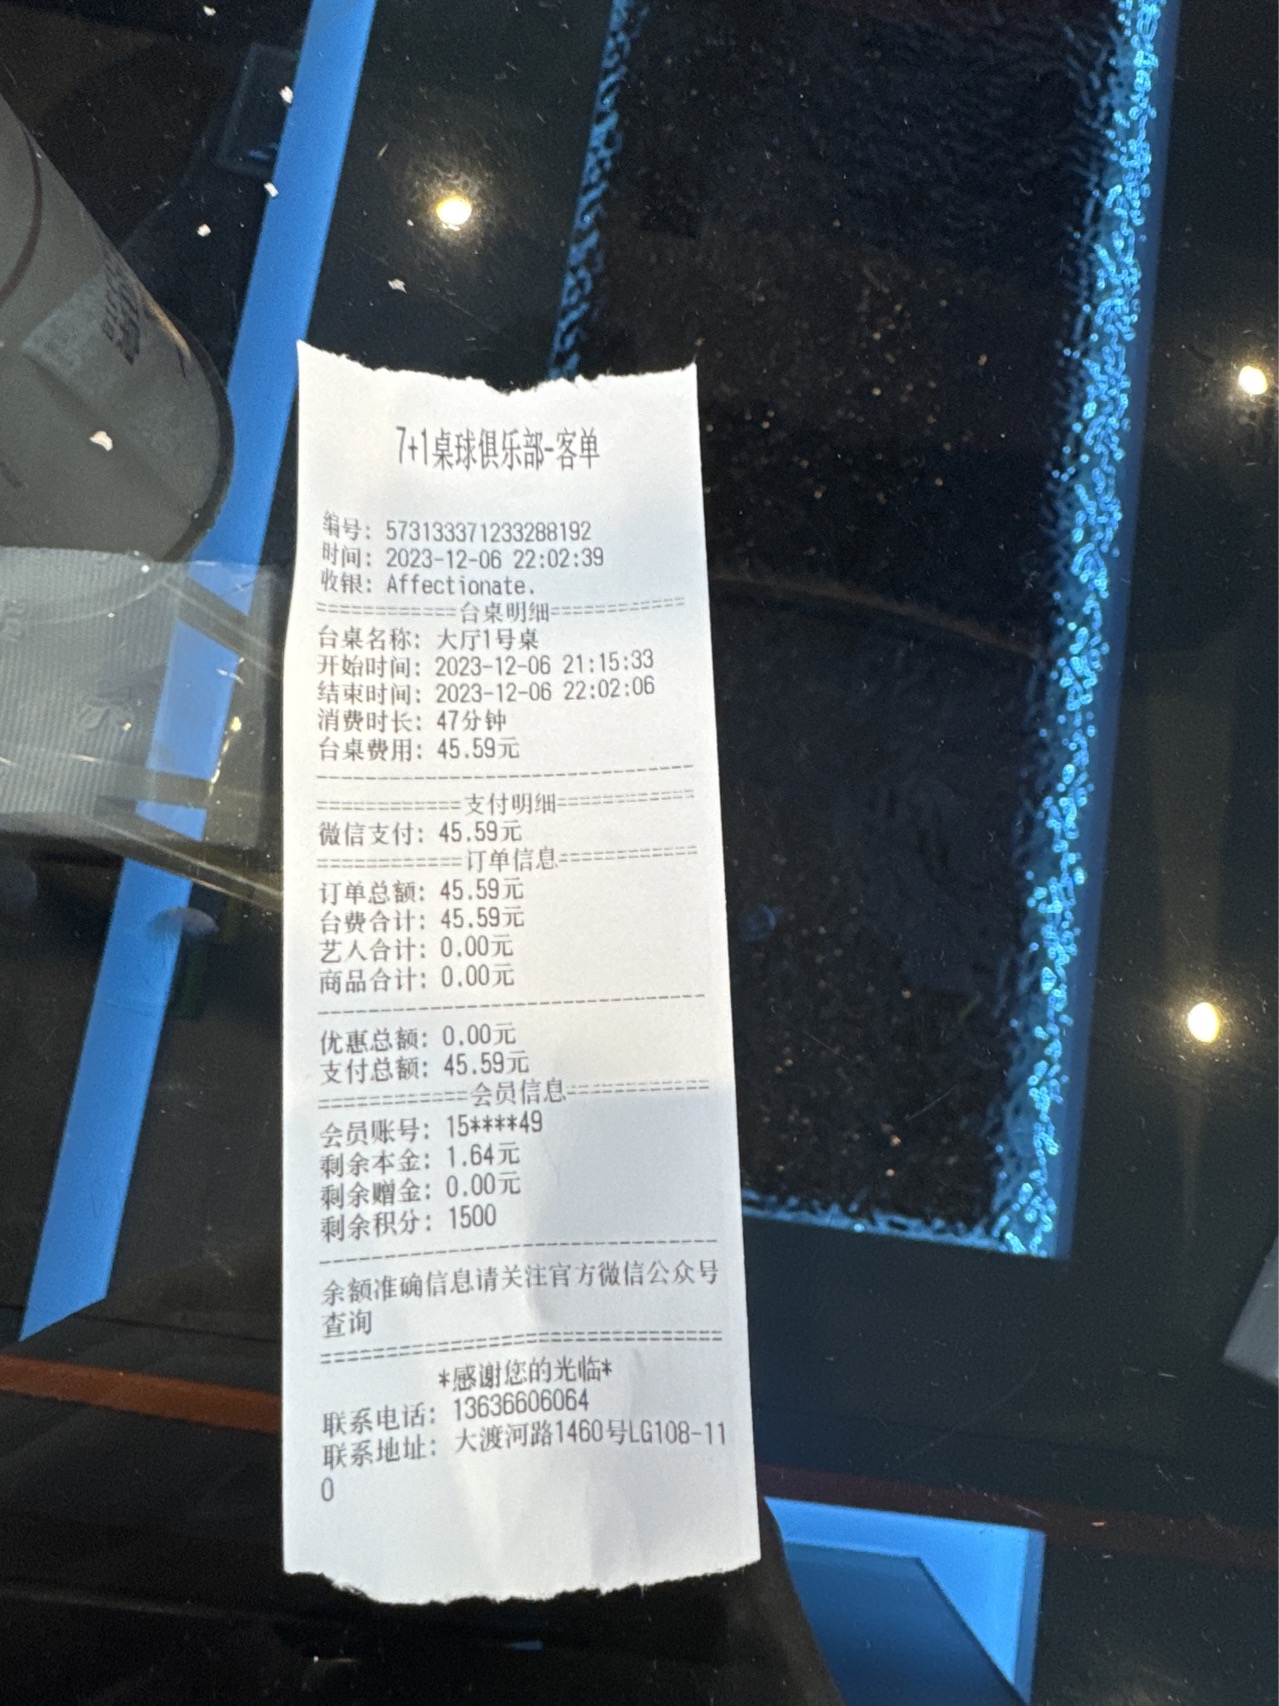 7+1桌球俱乐部-客单
编号: 573133371233288192
时间: 2023-12-06 22:02:39
收银: Affectionate.
============台桌明细============
台桌名称: 大厅1号桌
开始时间: 2023-12-06 21:15:33
结束时间: 2023-12-06 22:02:06
消费时长: 47分钟
台桌费用: 45.59元
--------------------------------
============支付明细============
微信支付: 45.59元
============订单信息============
订单总额: 45.59元
台费合计: 45.59元
艺人合计: 0.00元
商品合计: 0.00元
--------------------------------
优惠总额: 0.00元
支付总额: 45.59元
============会员信息============
会员账号: 15****49
剩余本金: 1.64元
剩余赠金: 0.00元
剩余积分: 1500
--------------------------------
余额准确信息请关注官方微信公众号
查询
================================
*感谢您的光临*
联系电话: 13636606064
联系地址: 大渡河路1460号LG108-11
0